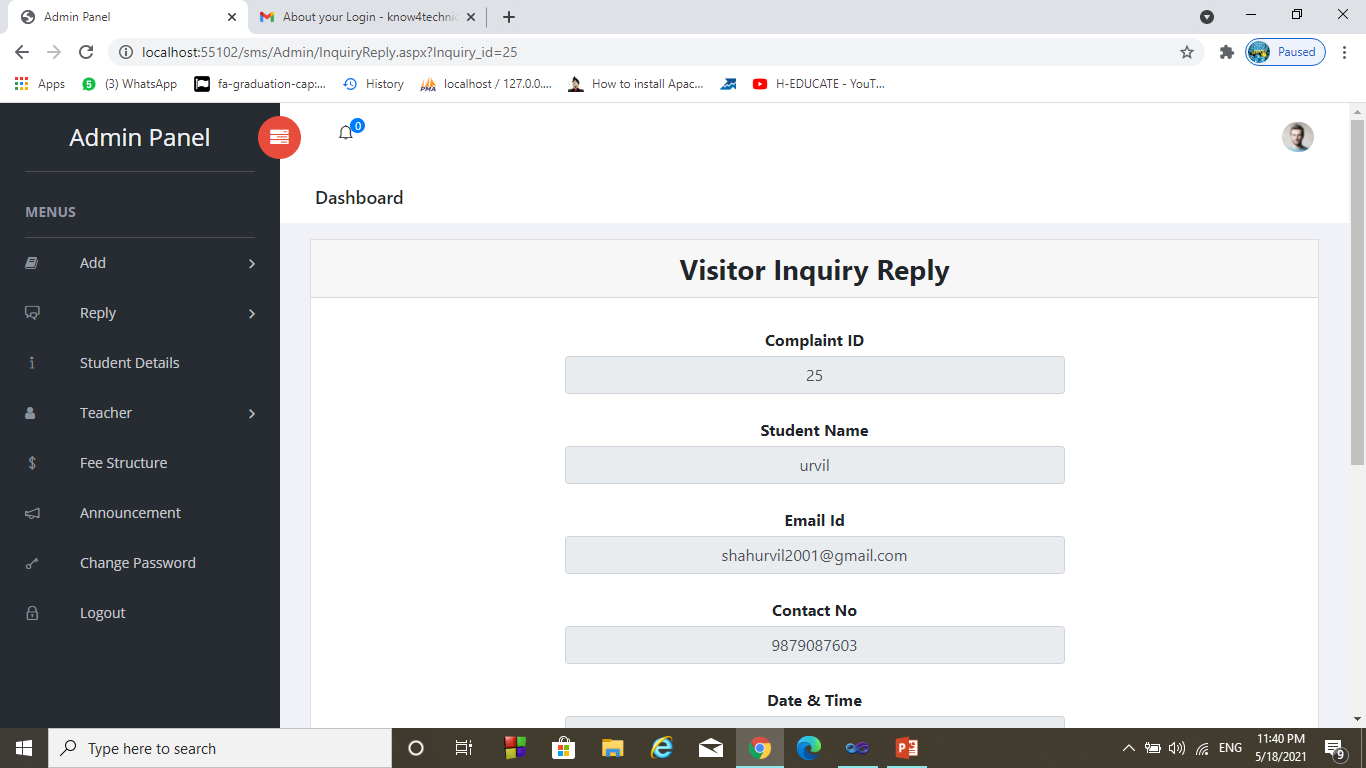 Admin Panel
About your Login - know4technic
localhost:55102/sms/Admin/InquiryReply.aspx?Inquiry_id=25
Paused
Apps
5
(3) WhatsApp
fa-graduation-cap:...
History
PMA
localhost / 127.0.0....
How to install Apac...
H-EDUCATE - YouT...
Admin Panel
0
Dashboard
MENUS
Add
Reply
Student Details
Teacher
Fee Structure
Announcement
Change Password
Logout
Visitor Inquiry Reply
Complaint ID
25
Student Name
urvil
Email Id
shahurvil2001@gmail.com
Contact No
9879087603
Date & Time
Type here to search
ENG
11:40 PM
5/18/2021
9